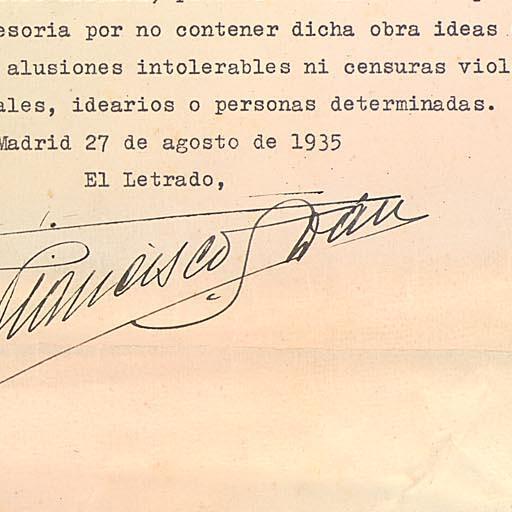 esoria por no contener dicha obra ideas
alusiones intolerables ni censuras viol
ales, idearios o personas determinadas.
Madrid 27 de agosto de 1935
El Letrado,
Francisco